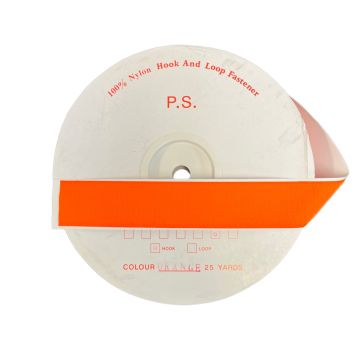 100% Nylon Hook And Loop Fastener
P.S.
HOOK LOOP
COLOUR ORANGE 25 YARDS